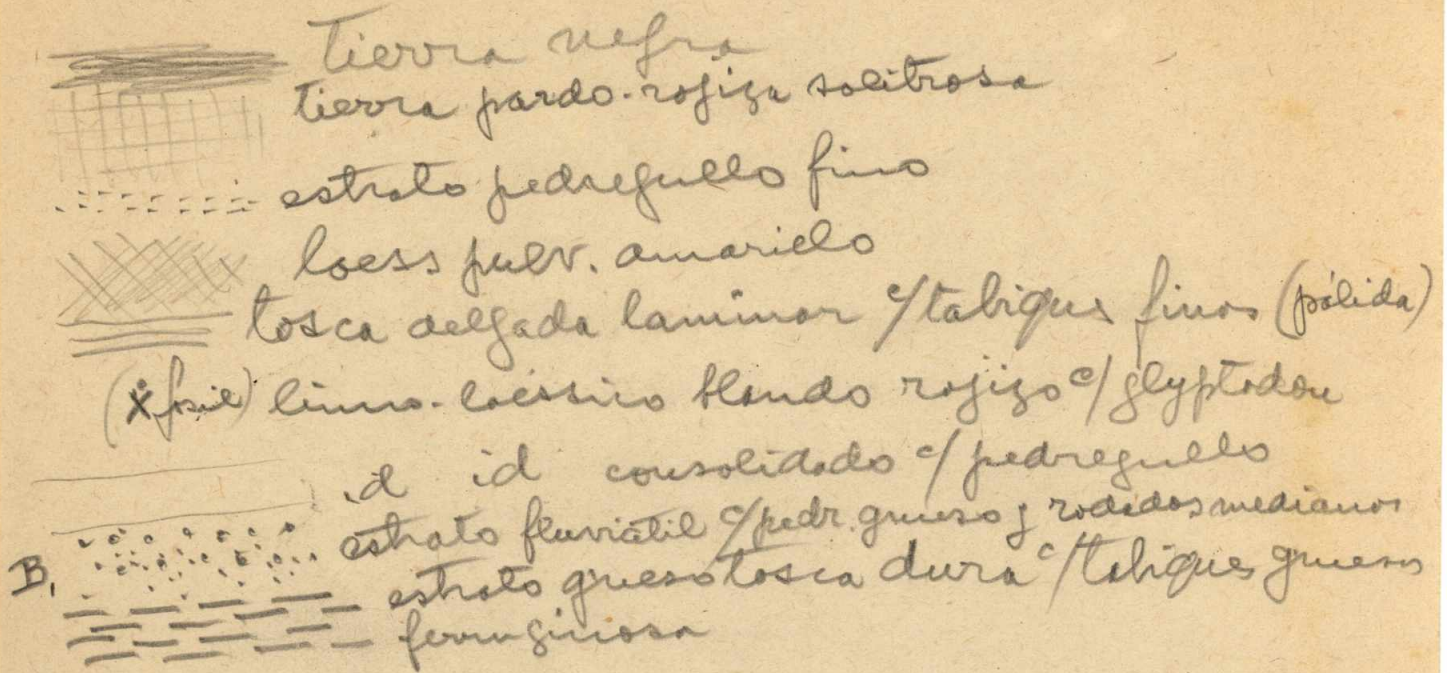 tierra negra
tierra pardo-rojiza salitrosa
estrato pedregullo fino
loess pulv. amarillo
tosca delgada laminar c/tabiques finos (pálida)
(x fosil) limo-loéssico blando rojizo c/ glyptodon
id id consolidado c/ pedregullo
estrato fluviátil c/pedr. grueso y rodados medianos
B. estrato grueso tosca dura c/tabiques gruesos
ferruginosa